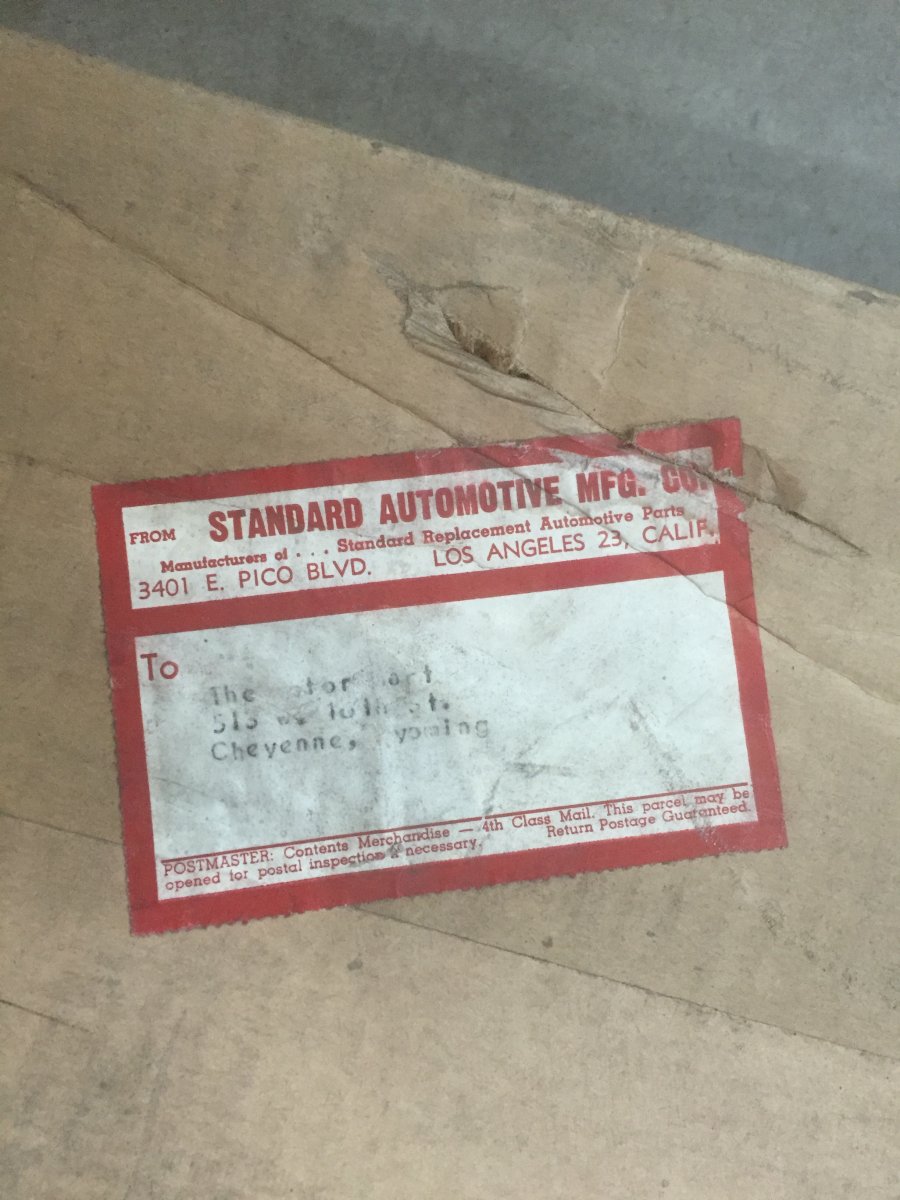 FROM STANDARD AUTOMOTIVE MFG. CO.
Manufacturers of . . . Standard Replacement Automotive Parts
3401 E. PICO BLVD. LOS ANGELES 23, CALIF.
To
The
515
Cheyenne,
POSTMASTER: Contents Merchandise — 4th Class Mail. This parcel may be
opened for postal inspection if necessary. Return Postage Guaranteed.